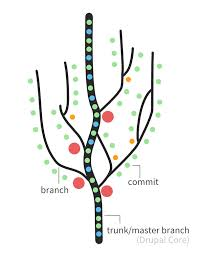 commit
branch
trunk/master branch
(Drupal Core)